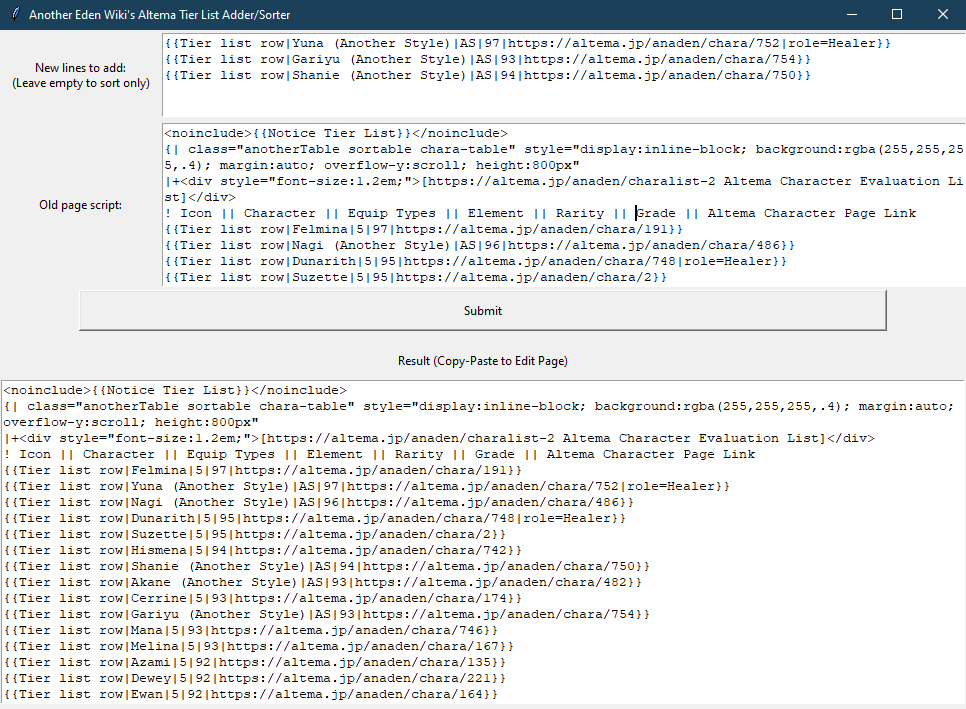 Another Eden Wiki's Altema Tier List Adder/Sorter
New lines to add:
(Leave empty to sort only)
{{Tier list row|Yuna (Another Style)|AS|97|https://altema.jp/anaden/chara/752|role=Healer}}
{{Tier list row|Gariyu (Another Style)|AS|93|https://altema.jp/anaden/chara/754}}
{{Tier list row|Shanie (Another Style)|AS|94|https://altema.jp/anaden/chara/750}}
Old page script:
<noinclude>{{Notice Tier List}}</noinclude>
{| class="anotherTable sortable chara-table" style="display:inline-block; background:rgba(255,255,25
5,.4); margin:auto; overflow-y:scroll; height:800px"
|+<div style="font-size:1.2em;">[https://altema.jp/anaden/charalist-2 Altema Character Evaluation Li
st]</div>
! Icon || Character || Equip Types || Element || Rarity || Grade || Altema Character Page Link
{{Tier list row|Felmina|5|97|https://altema.jp/anaden/chara/191}}
{{Tier list row|Nagi (Another Style)|AS|96|https://altema.jp/anaden/chara/486}}
{{Tier list row|Dunarith|5|95|https://altema.jp/anaden/chara/748|role=Healer}}
{{Tier list row|Suzette|5|95|https://altema.jp/anaden/chara/2}}
Submit
Result (Copy-Paste to Edit Page)
<noinclude>{{Notice Tier List}}</noinclude>
{| class="anotherTable sortable chara-table" style="display:inline-block; background:rgba(255,255,255,.4); margin:auto;
overflow-y:scroll; height:800px"
|+<div style="font-size:1.2em;">[https://altema.jp/anaden/charalist-2 Altema Character Evaluation List]</div>
! Icon || Character || Equip Types || Element || Rarity || Grade || Altema Character Page Link
{{Tier list row|Felmina|5|97|https://altema.jp/anaden/chara/191}}
{{Tier list row|Yuna (Another Style)|AS|97|https://altema.jp/anaden/chara/752|role=Healer}}
{{Tier list row|Nagi (Another Style)|AS|96|https://altema.jp/anaden/chara/486}}
{{Tier list row|Dunarith|5|95|https://altema.jp/anaden/chara/748|role=Healer}}
{{Tier list row|Suzette|5|95|https://altema.jp/anaden/chara/2}}
{{Tier list row|Hismena|5|94|https://altema.jp/anaden/chara/742}}
{{Tier list row|Shanie (Another Style)|AS|94|https://altema.jp/anaden/chara/750}}
{{Tier list row|Akane (Another Style)|AS|93|https://altema.jp/anaden/chara/482}}
{{Tier list row|Cerrine|5|93|https://altema.jp/anaden/chara/174}}
{{Tier list row|Gariyu (Another Style)|AS|93|https://altema.jp/anaden/chara/754}}
{{Tier list row|Mana|5|93|https://altema.jp/anaden/chara/746}}
{{Tier list row|Melina|5|93|https://altema.jp/anaden/chara/167}}
{{Tier list row|Azami|5|92|https://altema.jp/anaden/chara/135}}
{{Tier list row|Dewey|5|92|https://altema.jp/anaden/chara/221}}
{{Tier list row|Ewan|5|92|https://altema.jp/anaden/chara/164}}